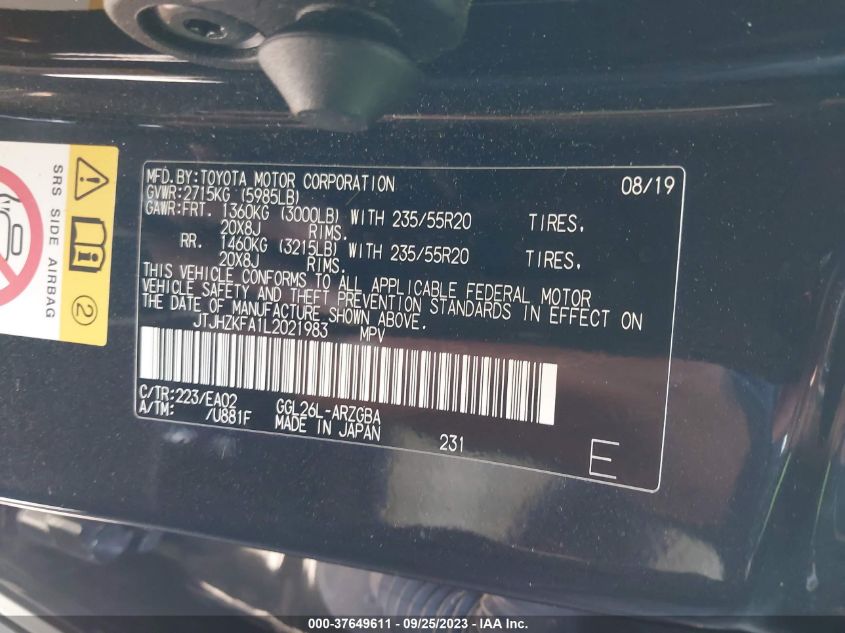 SRS SIDE AIRBAG
2
MFD.BY:TOYOTA MOTOR CORPORATION 08/19
GVWR:2715KG (5985LB)
GAWR:FRT. 1360KG (3000LB) WITH 235/55R20 TIRES,
20X8J RIMS.
RR. 1460KG (3215LB) WITH 235/55R20 TIRES,
20X8J RIMS.
THIS VEHICLE CONFORMS TO ALL APPLICABLE FEDERAL MOTOR
VEHICLE SAFETY AND THEFT PREVENTION STANDARDS IN EFFECT ON
THE DATE OF MANUFACTURE SHOWN ABOVE.
JTJHZKFA1L2021983 MPV
C/TR:223/EA02 GGL26L-ARZGBA
A/TM: /U881F MADE IN JAPAN 231
E
000-37649611 - 09/25/2023 - IAA Inc.